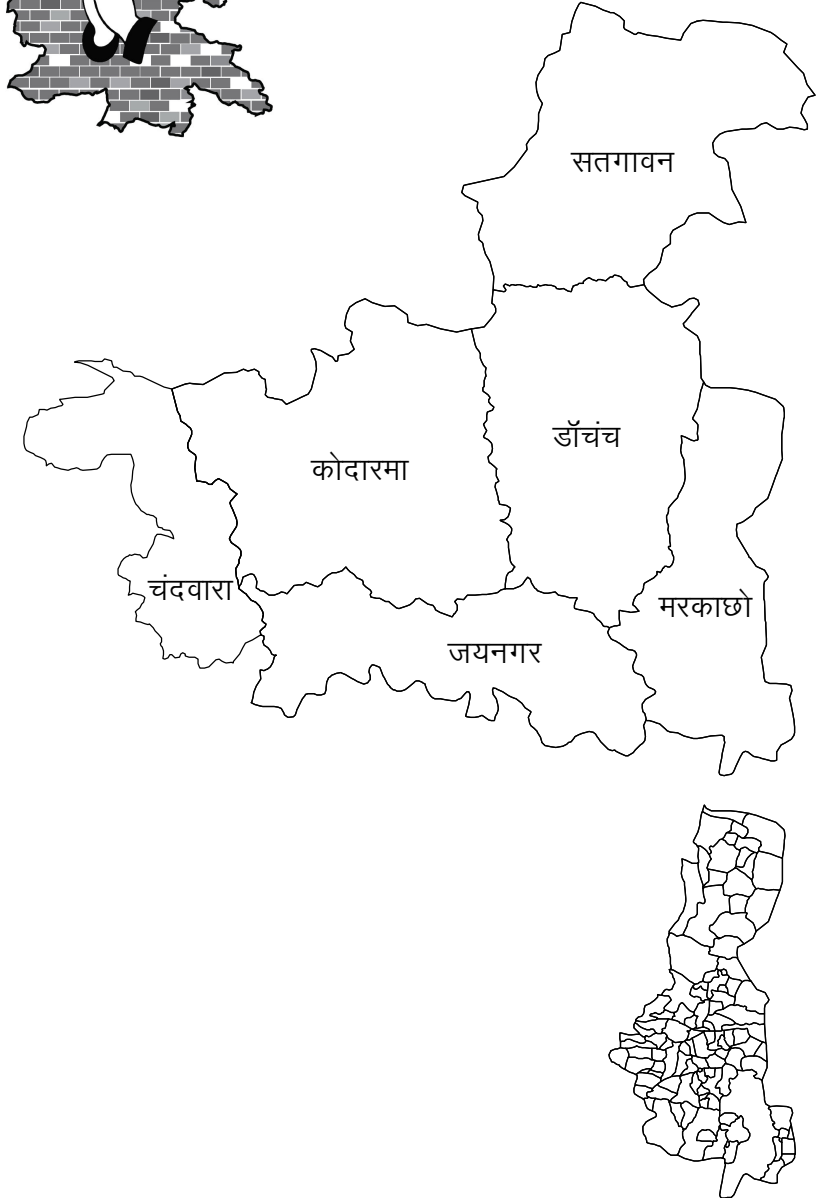 सतगावन
डॉचंच
कोदारमा
चंदवारा
मरकाछो
जयनगर